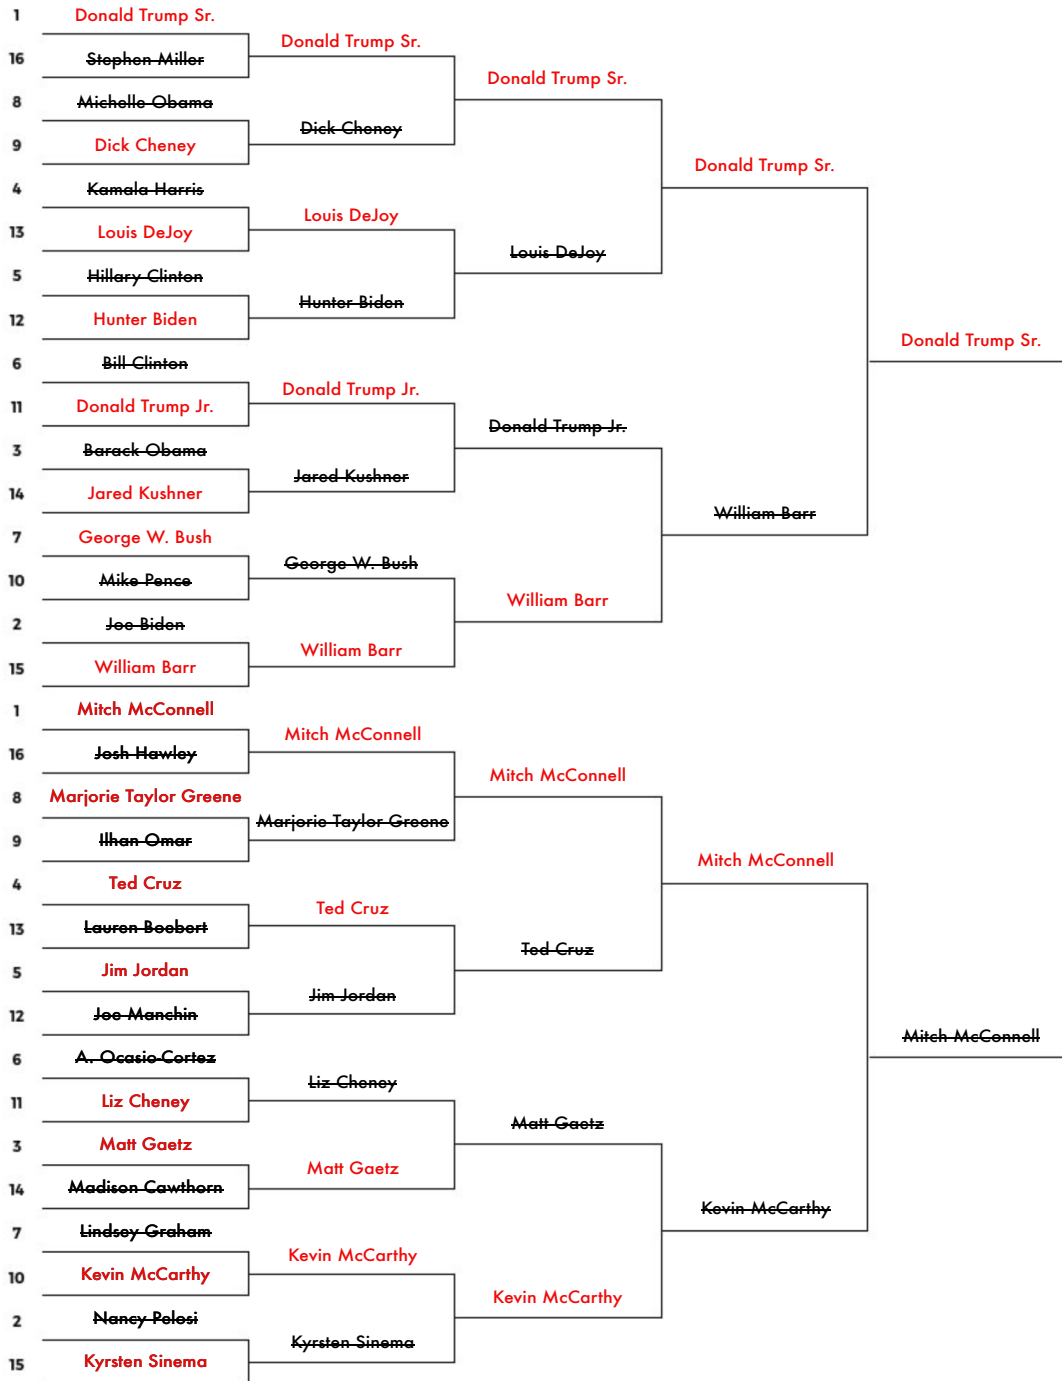 1 Donald Trump Sr.
Donald Trump Sr.
16 Stephen Miller
Donald Trump Sr.
8 Michelle Obama
Dick Cheney
9 Dick Cheney
Donald Trump Sr.
4 Kamala Harris
Louis DeJoy
13 Louis DeJoy
Louis DeJoy
5 Hillary Clinton
Hunter Biden
12 Hunter Biden
Donald Trump Sr.
6 Bill Clinton
Donald Trump Jr.
11 Donald Trump Jr.
Donald Trump Jr.
3 Barack Obama
Jared Kushner
14 Jared Kushner
William Barr
7 George W. Bush
George W. Bush
10 Mike Pence
William Barr
2 Joe Biden
William Barr
15 William Barr
1 Mitch McConnell
Mitch McConnell
16 Josh Hawley
Mitch McConnell
8 Marjorie Taylor Greene
Marjorie Taylor Greene
9 Ilhan Omar
Mitch McConnell
4 Ted Cruz
Ted Cruz
13 Lauren Boebert
Ted Cruz
5 Jim Jordan
Jim Jordan
12 Joe Manchin
Mitch McConnell
6 A. Ocasio-Cortez
Liz Cheney
11 Liz Cheney
Matt Gaetz
3 Matt Gaetz
Matt Gaetz
14 Madison Cawthorn
Kevin McCarthy
7 Lindsey Graham
Kevin McCarthy
10 Kevin McCarthy
Kevin McCarthy
2 Nancy Pelosi
Kyrsten Sinema
15 Kyrsten Sinema